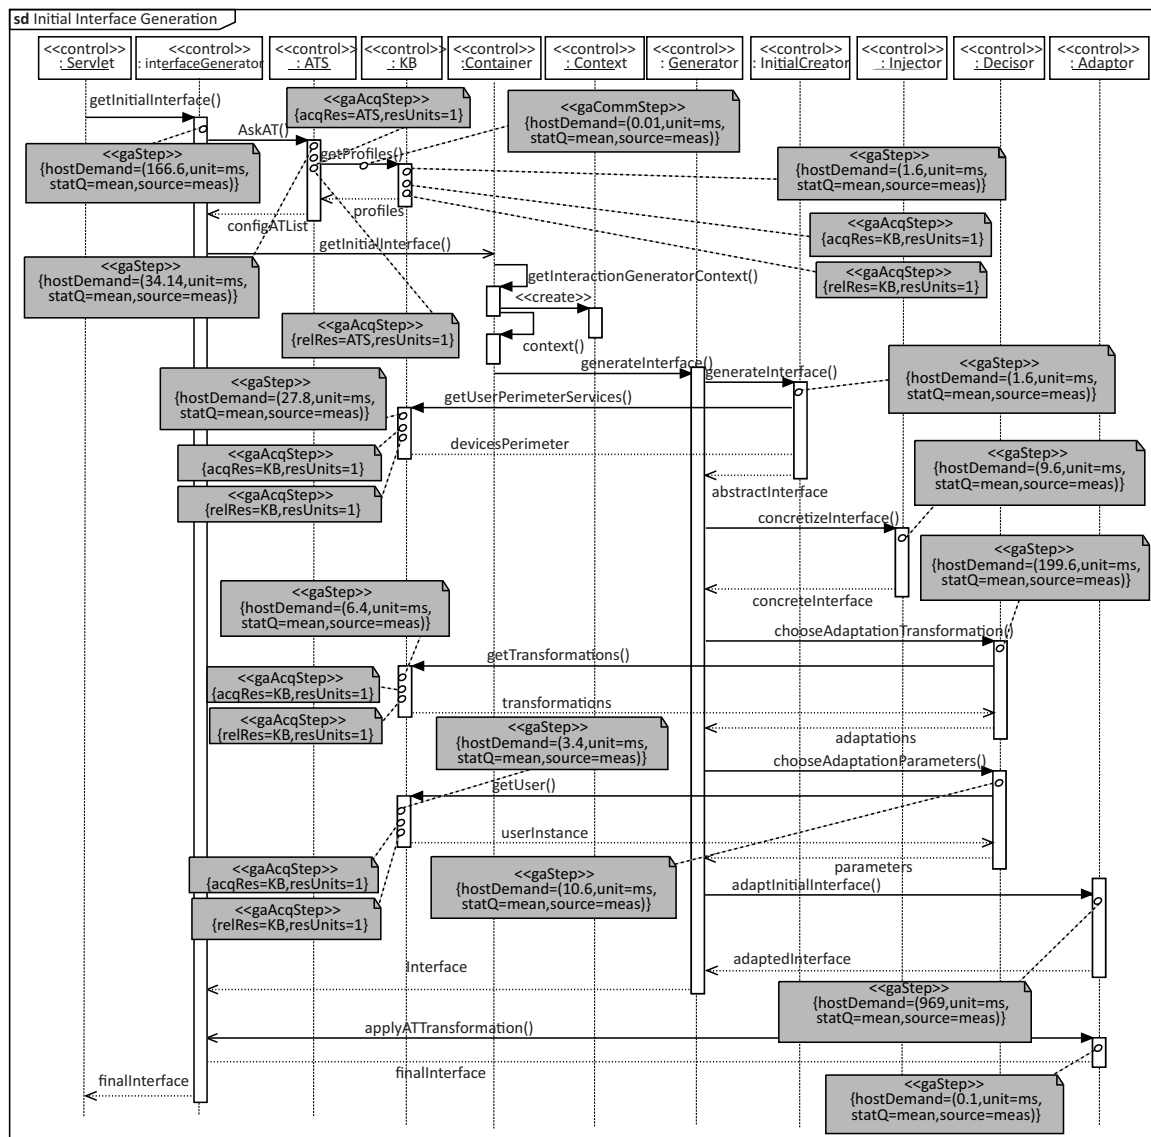 sd Initial Interface Generation
<<control>>
: Servlet
<<control>>
: interfaceGenerator
<<control>>
: ATS
<<control>>
: KB
<<control>>
:Container
<<control>>
: Context
<<control>>
: Generator
<<control>>
: InitialCreator
<<control>>
: Injector
<<control>>
: Decisor
<<control>>
: Adaptor
getInitialInterface()
<<gaAcqStep>>
{acqRes=ATS,resUnits=1}
<<gaCommStep>>
{hostDemand=(0.01,unit=ms,
statQ=mean,source=meas)}
AskAT()
<<gaStep>>
{hostDemand=(166.6,unit=ms,
statQ=mean,source=meas)}
getProfiles()
<<gaStep>>
{hostDemand=(1.6,unit=ms,
statQ=mean,source=meas)}
profiles
configATList
<<gaAcqStep>>
{acqRes=KB,resUnits=1}
getInitialInterface()
<<gaStep>>
{hostDemand=(34.14,unit=ms,
statQ=mean,source=meas)}
<<gaAcqStep>>
{relRes=KB,resUnits=1}
getInteractionGeneratorContext()
<<create>>
<<gaAcqStep>>
{relRes=ATS,resUnits=1}
context()
generateInterface()
generateInterface()
<<gaStep>>
{hostDemand=(1.6,unit=ms,
statQ=mean,source=meas)}
<<gaStep>>
{hostDemand=(27.8,unit=ms,
statQ=mean,source=meas)}
getUserPerimeterServices()
devicesPerimeter
<<gaAcqStep>>
{acqRes=KB,resUnits=1}
<<gaStep>>
{hostDemand=(9.6,unit=ms,
statQ=mean,source=meas)}
<<gaAcqStep>>
{relRes=KB,resUnits=1}
abstractInterface
concretizeInterface()
<<gaStep>>
{hostDemand=(199.6,unit=ms,
statQ=mean,source=meas)}
concreteInterface
<<gaStep>>
{hostDemand=(6.4,unit=ms,
statQ=mean,source=meas)}
chooseAdaptationTransformation()
getTransformations()
<<gaAcqStep>>
{acqRes=KB,resUnits=1}
transformations
<<gaAcqStep>>
{relRes=KB,resUnits=1}
<<gaStep>>
{hostDemand=(3.4,unit=ms,
statQ=mean,source=meas)}
adaptations
chooseAdaptationParameters()
getUser()
userInstance
<<gaAcqStep>>
{acqRes=KB,resUnits=1}
<<gaStep>>
{hostDemand=(10.6,unit=ms,
statQ=mean,source=meas)}
parameters
adaptInitialInterface()
<<gaAcqStep>>
{relRes=KB,resUnits=1}
adaptedInterface
Interface
<<gaStep>>
{hostDemand=(969,unit=ms,
statQ=mean,source=meas)}
applyATTransformation()
finalInterface
finalInterface
<<gaStep>>
{hostDemand=(0.1,unit=ms,
statQ=mean,source=meas)}